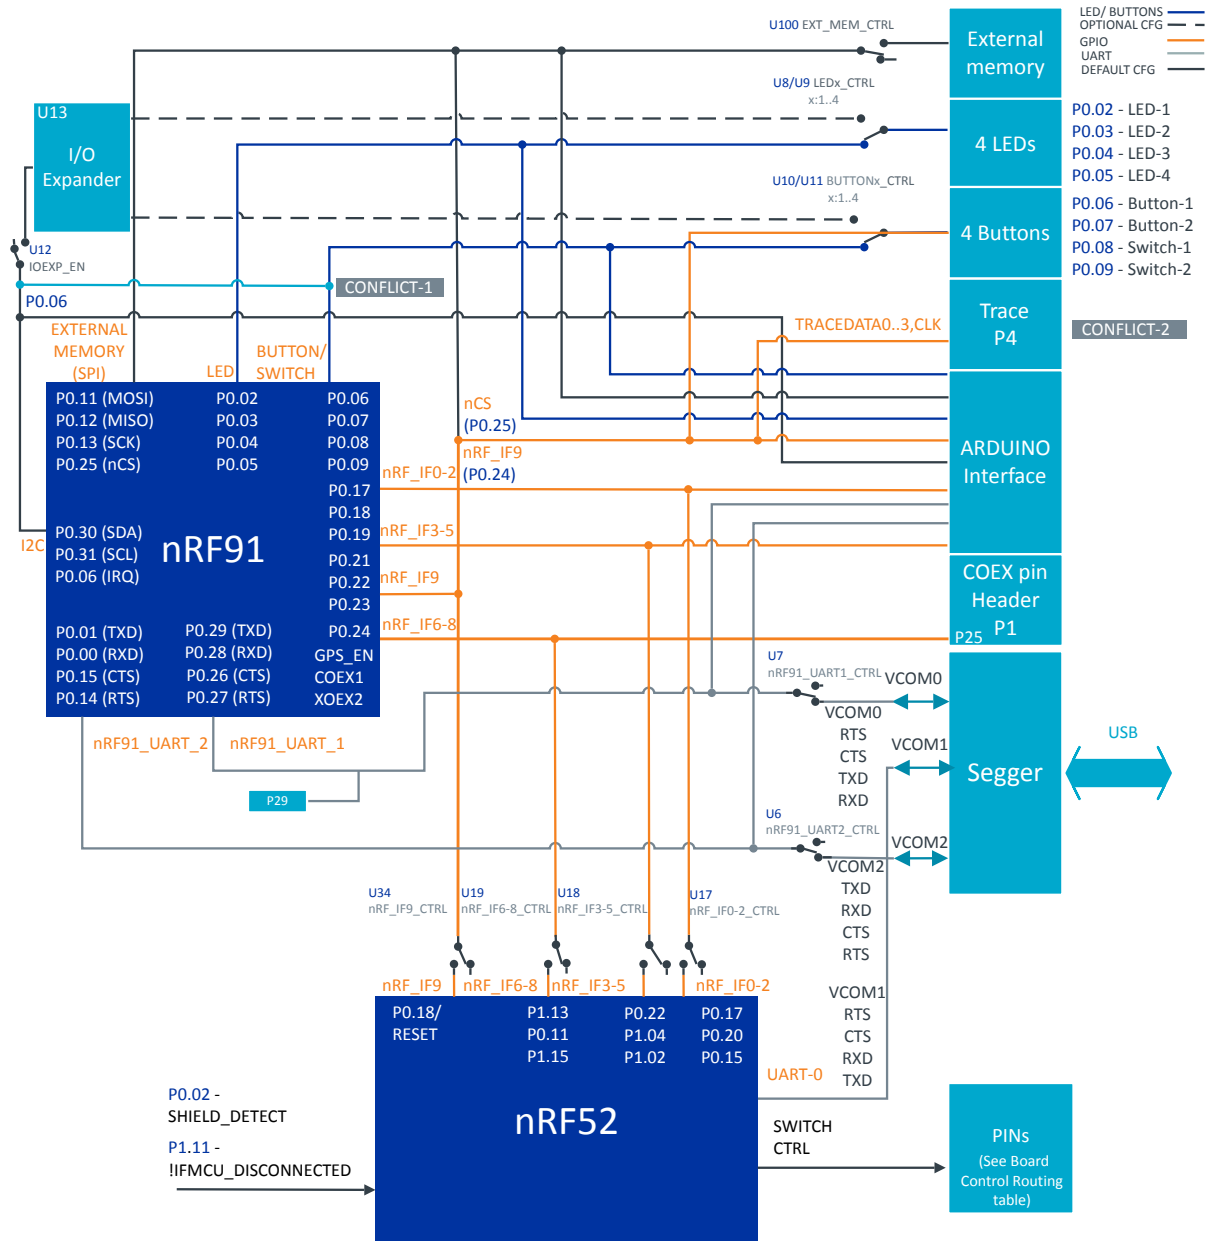 LED/ BUTTONS
OPTIONAL CFG
GPIO
UART
DEFAULT CFG
U100 EXT_MEM_CTRL
External
memory
U8/U9 LEDx_CTRL
x:1..4
4 LEDs
P0.02 - LED-1
P0.03 - LED-2
P0.04 - LED-3
P0.05 - LED-4
U13
I/O
Expander
U10/U11 BUTTONx_CTRL
x:1..4
4 Buttons
P0.06 - Button-1
P0.07 - Button-2
P0.08 - Switch-1
P0.09 - Switch-2
U12
IOEXP_EN
P0.06
CONFLICT-1
Trace
P4
TRACEDATA0..3,CLK
CONFLICT-2
EXTERNAL
MEMORY
(SPI)
LED
BUTTON/
SWITCH
P0.11 (MOSI)
P0.12 (MISO)
P0.13 (SCK)
P0.25 (nCS)
P0.02
P0.03
P0.04
P0.05
P0.06
P0.07
P0.08
P0.09
nCS
(P0.25)
nRF_IF9
(P0.24)
ARDUINO
Interface
nRF_IF0-2
P0.17
P0.18
P0.19
nRF_IF3-5
I2C
P0.30 (SDA)
P0.31 (SCL)
P0.06 (IRQ)
nRF91
P0.21
P0.22
P0.23
nRF_IF9
P0.24
nRF_IF6-8
GPS_EN
COEX1
XOEX2
COEX pin
Header
P1
P25
P0.01 (TXD)
P0.00 (RXD)
P0.15 (CTS)
P0.14 (RTS)
P0.29 (TXD)
P0.28 (RXD)
P0.26 (CTS)
P0.27 (RTS)
nRF91_UART_2
nRF91_UART_1
P29
U7
nRF91_UART1_CTRL
VCOM0
VCOM0
RTS
CTS
TXD
RXD
VCOM1
Segger
USB
U6
nRF91_UART2_CTRL
VCOM2
VCOM2
TXD
RXD
CTS
RTS
U34
nRF_IF9_CTRL
U19
nRF_IF6-8_CTRL
U18
nRF_IF3-5_CTRL
U17
nRF_IF0-2_CTRL
nRF_IF9
nRF_IF6-8
nRF_IF3-5
nRF_IF0-2
VCOM1
RTS
CTS
RXD
TXD
P0.18/
RESET
P1.13
P0.11
P1.15
P0.22
P1.04
P1.02
P0.17
P0.20
P0.15
UART-0
nRF52
P0.02 -
SHIELD_DETECT
P1.11 -
!IFMCU_DISCONNECTED
SWITCH
CTRL
PINs
(See Board
Control Routing
table)